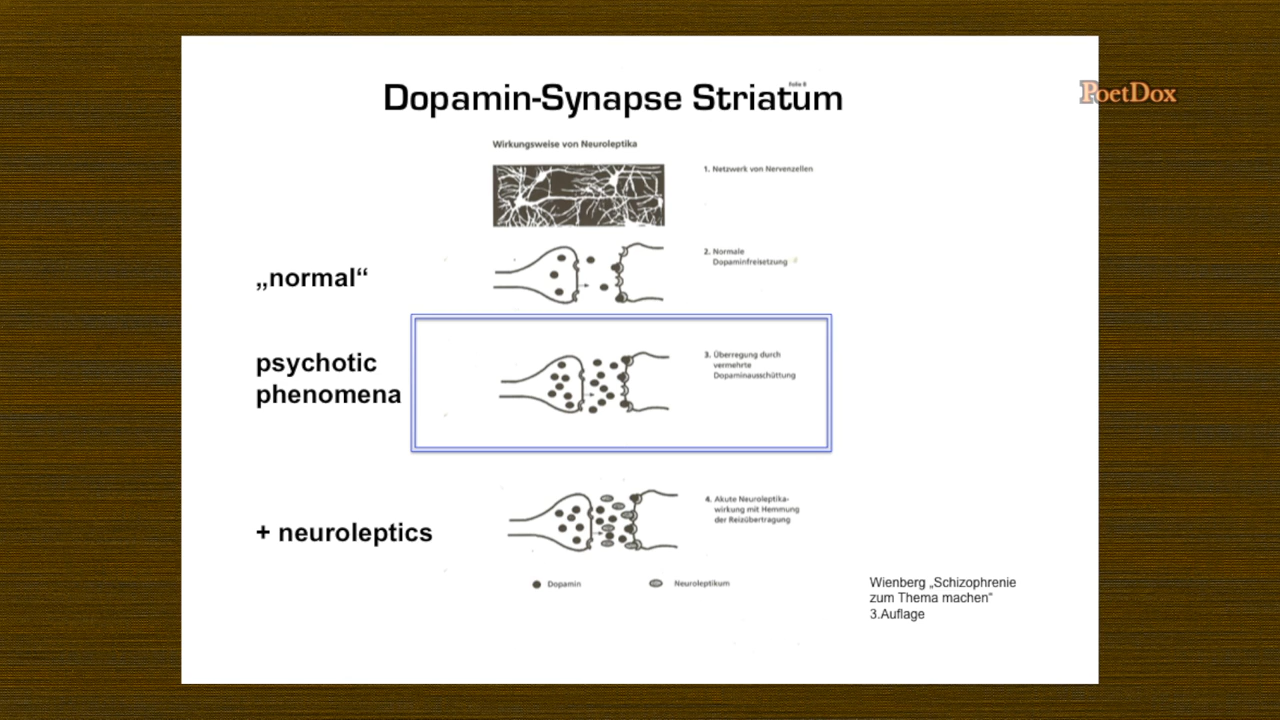 Folie 8
Dopamin-Synapse Striatum
PoetDox
Wirkungsweise von Neuroleptika
1. Netzwerk von Nervenzellen
„normal“
2. Normale
Dopaminfreisetzung
psychotic
phenomena
3. Überregung durch
vermehrte
Dopaminausschüttung
+ neuroleptics
4. Akute Neuroleptika-
wirkung mit Hemmung
der Reizübertragung
Dopamin
Neuroleptikum
Wienberg „Schizophrenie
zum Thema machen“
3.Auflage